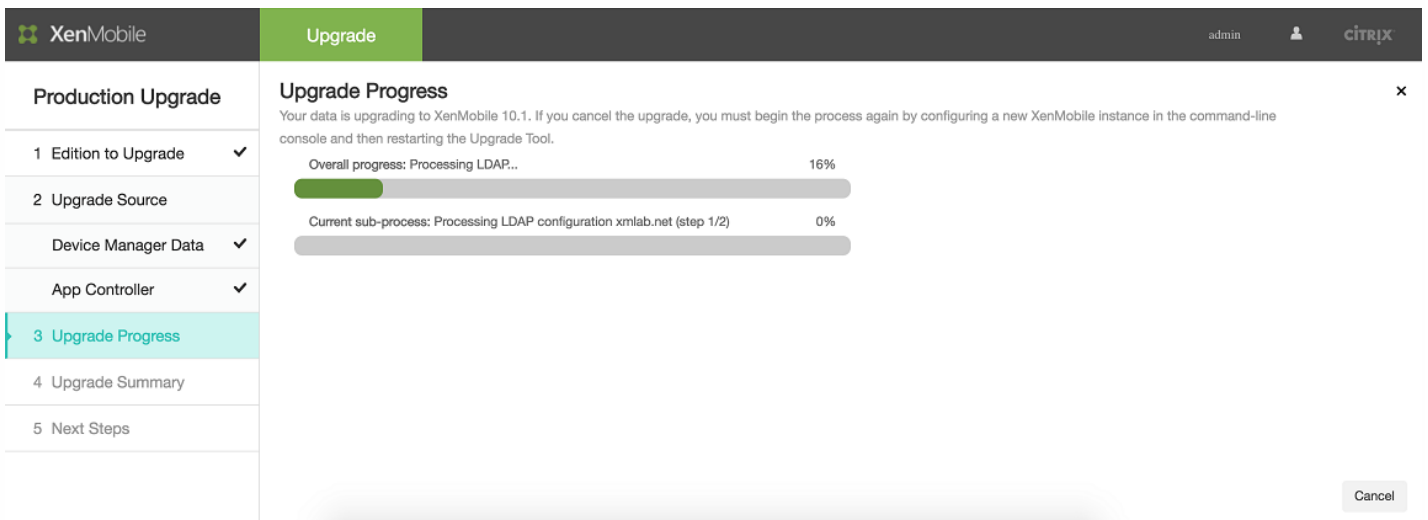 XenMobile
Upgrade
admin
CİTRIX
Production Upgrade
1 Edition to Upgrade
2 Upgrade Source
Device Manager Data
App Controller
3 Upgrade Progress
4 Upgrade Summary
5 Next Steps
Upgrade Progress
Your data is upgrading to XenMobile 10.1. If you cancel the upgrade, you must begin the process again by configuring a new XenMobile instance in the command-line
console and then restarting the Upgrade Tool.
Overall progress: Processing LDAP... 16%
Current sub-process: Processing LDAP configuration xmlab.net (step 1/2) 0%
Cancel